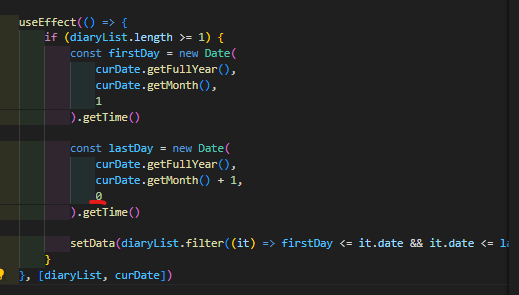 useEffect(() => {
if (diaryList.length >= 1) {
const firstDay = new Date(
curDate.getFullYear(),
curDate.getMonth(),
1
).getTime()
const lastDay = new Date(
curDate.getFullYear(),
curDate.getMonth() + 1,
0
).getTime()
setData(diaryList.filter((it) => firstDay <= it.date && it.date <= la
}
}, [diaryList, curDate])